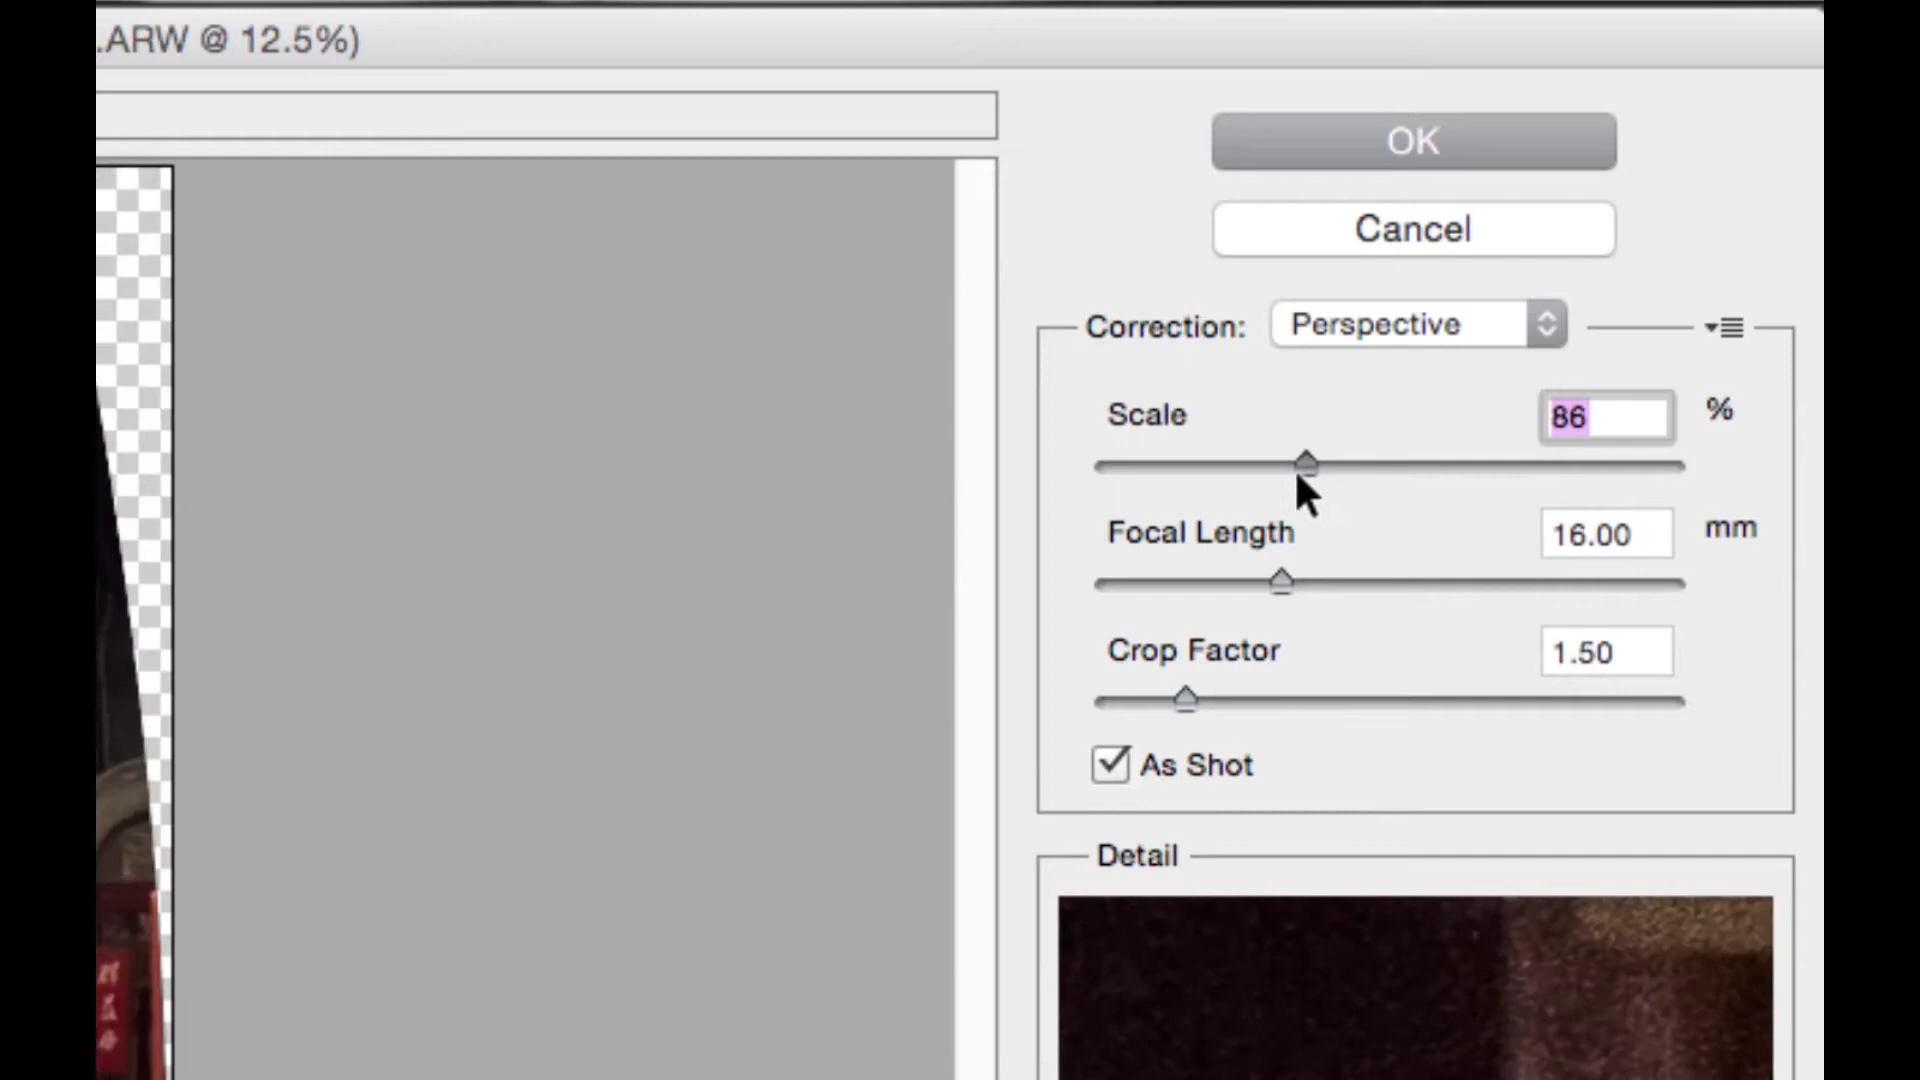 .ARW @ 12.5%)
OK
Cancel
Correction: Perspective
Scale 86 %
Focal Length 16.00 mm
Crop Factor 1.50
As Shot
Detail